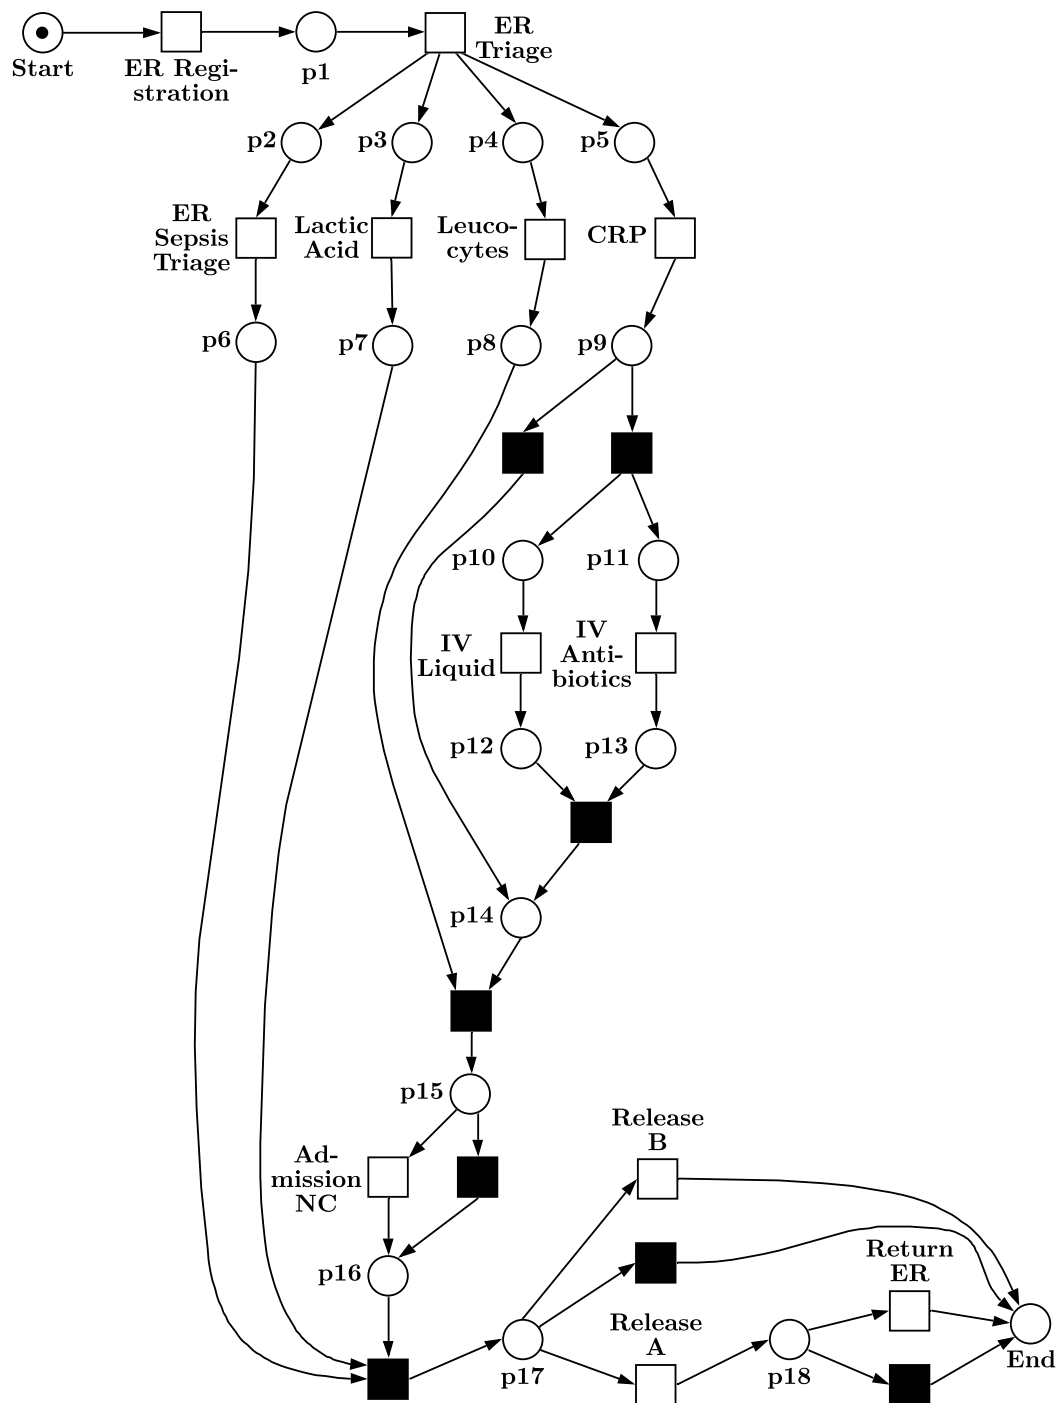 Start
ER Regi-
stration
p1
ER
Triage
p2
p3
p4
p5
ER
Sepsis
Triage
Lactic
Acid
Leuco-
cytes
CRP
p6
p7
p8
p9
p10
p11
IV
Liquid
IV
Anti-
biotics
p12
p13
p14
p15
Ad-
mission
NC
Release
B
p16
Return
ER
Release
A
p17
p18
End